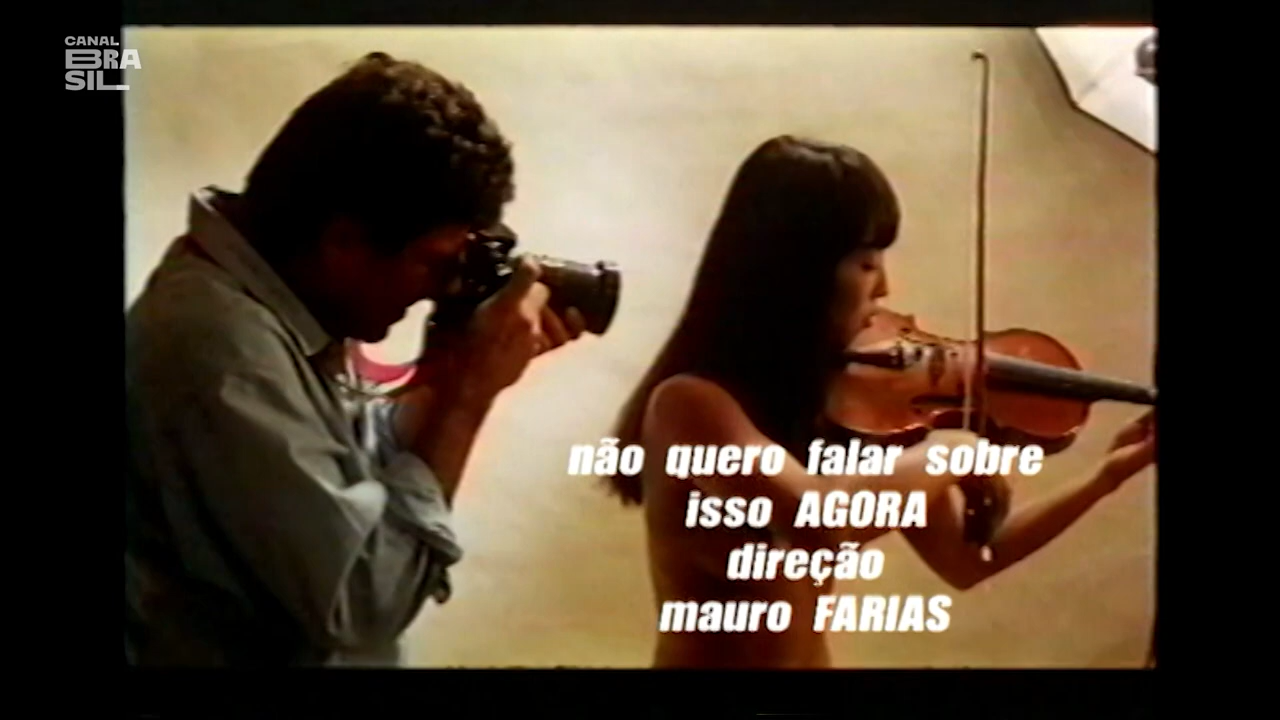 CANAL
BRA
SIL
não quero falar sobre
isso AGORA
direção
mauro FARIAS